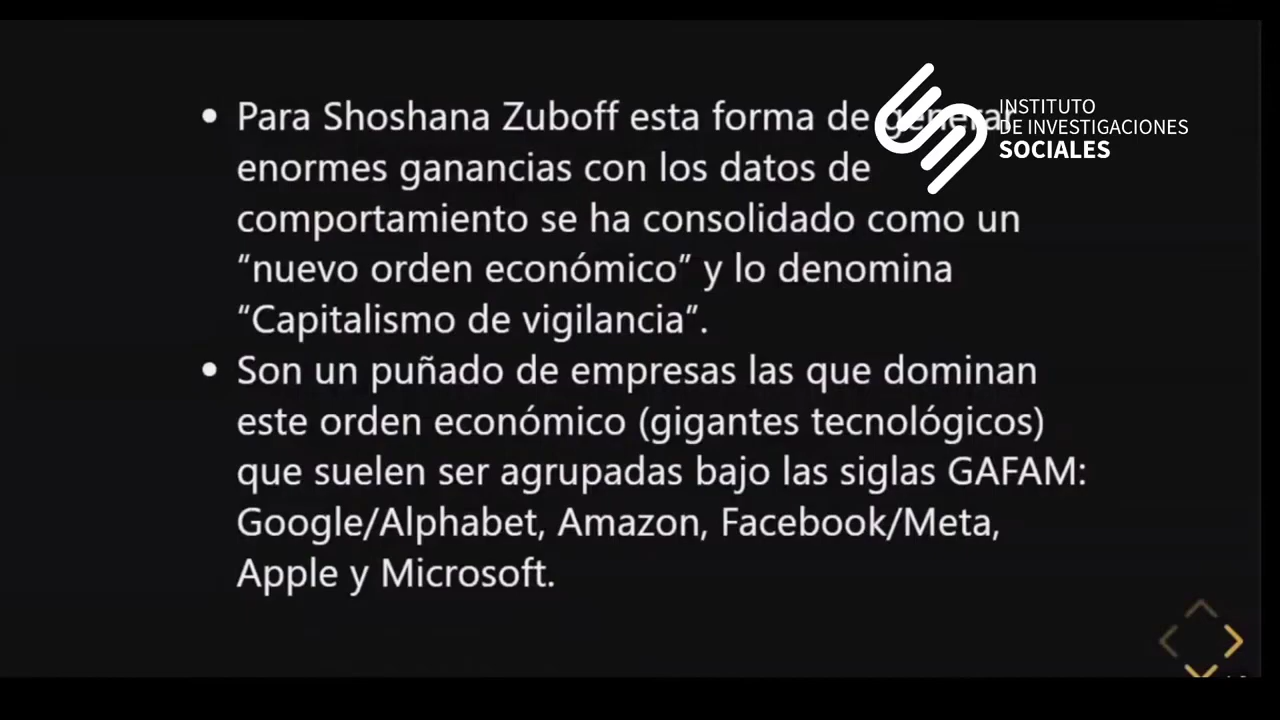 • Para Shoshana Zuboff esta forma de generar
enormes ganancias con los datos de
comportamiento se ha consolidado como un
“nuevo orden económico” y lo denomina
“Capitalismo de vigilancia”.
• Son un puñado de empresas las que dominan
este orden económico (gigantes tecnológicos)
que suelen ser agrupadas bajo las siglas GAFAM:
Google/Alphabet, Amazon, Facebook/Meta,
Apple y Microsoft.
INSTITUTO
DE INVESTIGACIONES
SOCIALES